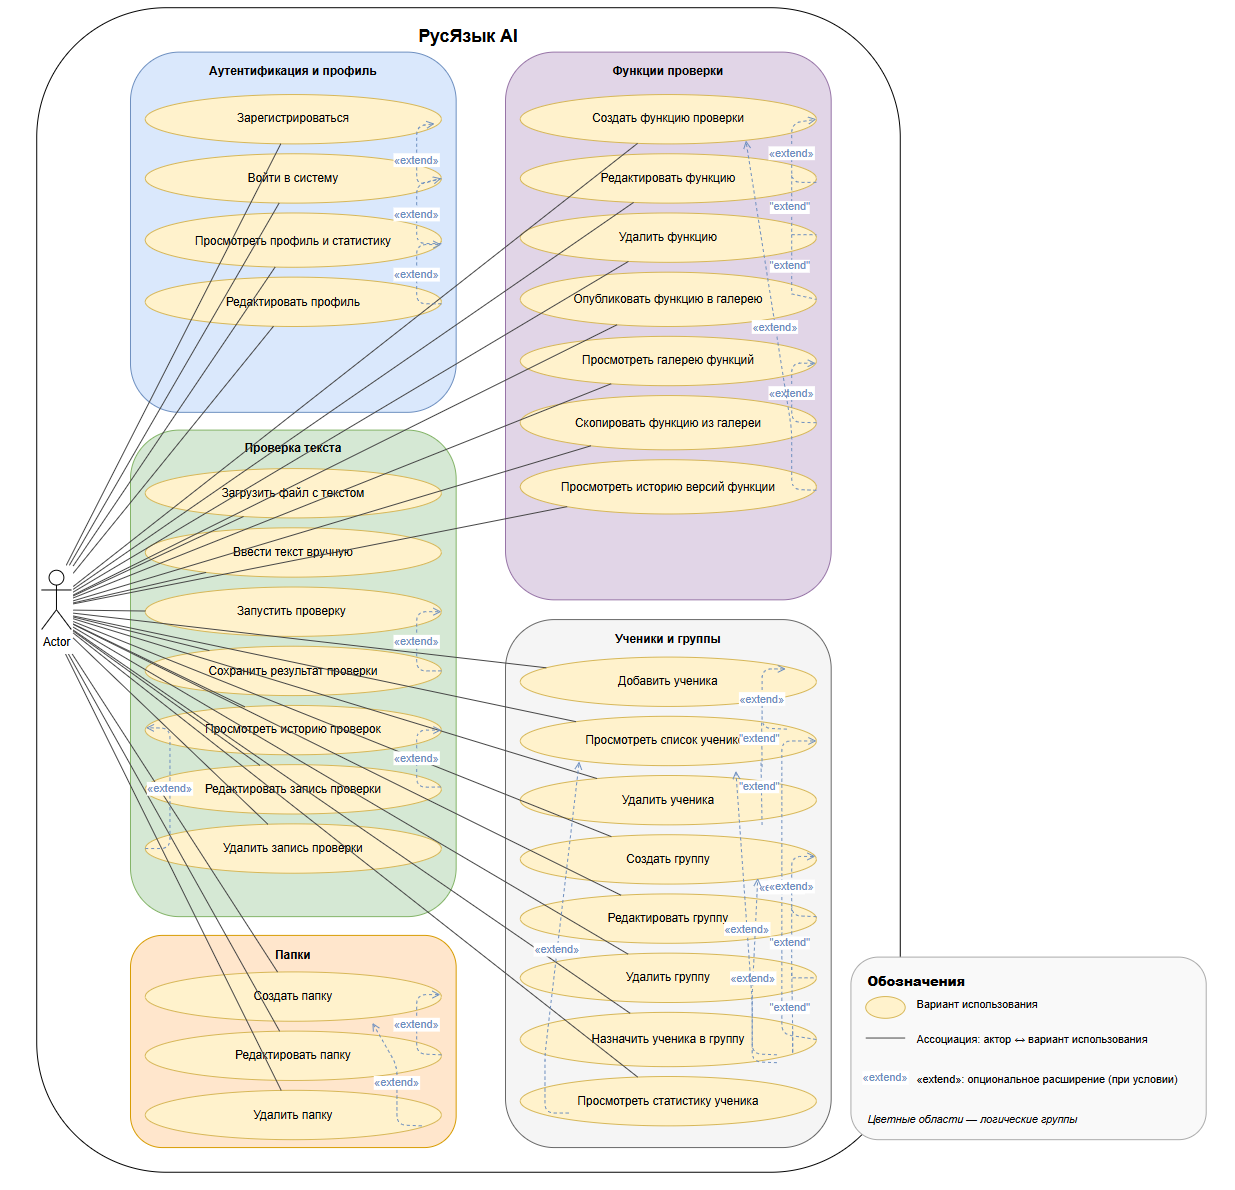 РусЯзык AI
Аутентификация и профиль
Зарегистрироваться
«extend»
Войти в систему
«extend»
Просмотреть профиль и статистику
«extend»
Редактировать профиль
Функции проверки
Создать функцию проверки
«extend»
Редактировать функцию
"extend"
Удалить функцию
"extend"
Опубликовать функцию в галерею
«extend»
Просмотреть галерею функций
«extend»
Скопировать функцию из галереи
Просмотреть историю версий функции
Проверка текста
Загрузить файл с текстом
Ввести текст вручную
Запустить проверку
«extend»
Сохранить результат проверки
Просмотреть историю проверок
«extend»
«extend»
Редактировать запись проверки
Удалить запись проверки
Actor
Ученики и группы
Добавить ученика
«extend»
Просмотреть список ученик
"extend"
"extend"
Удалить ученика
Создать группу
«extend»
Редактировать группу
«extend»
"extend"
«extend»
Удалить группу
«extend»
"extend"
Назначить ученика в группу
Просмотреть статистику ученика
Папки
Создать папку
«extend»
Редактировать папку
«extend»
Удалить папку
Обозначения
Вариант использования
Ассоциация: актор ↔ вариант использования
«extend» «extend»: опциональное расширение (при условии)
Цветные области — логические группы